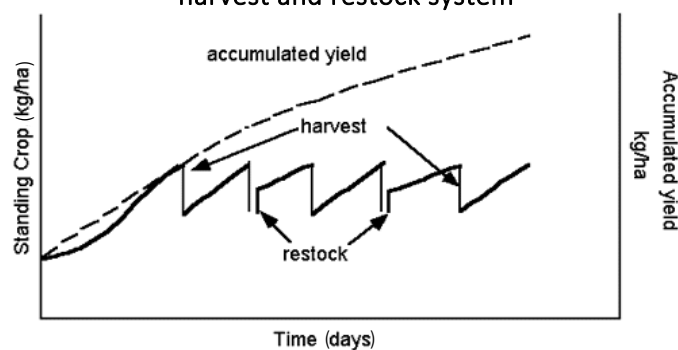 harvest and restock system
accumulated yield
harvest
restock
Standing Crop (kg/ha)
Accumulated yield
kg/ha
Time (days)